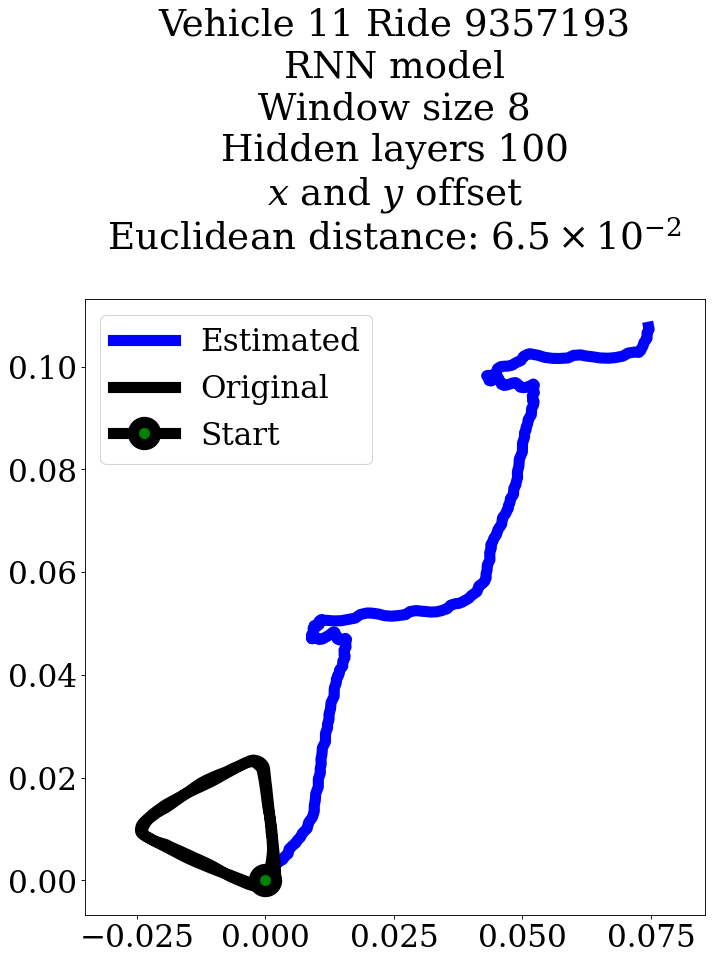 Vehicle 11 Ride 9357193
RNN model
Window size 8
Hidden layers 100
x and y offset
Euclidean distance: 6.5 × 10⁻²
Estimated
Original
Start
0.10
0.08
0.06
0.04
0.02
0.00
−0.025 0.000 0.025 0.050 0.075